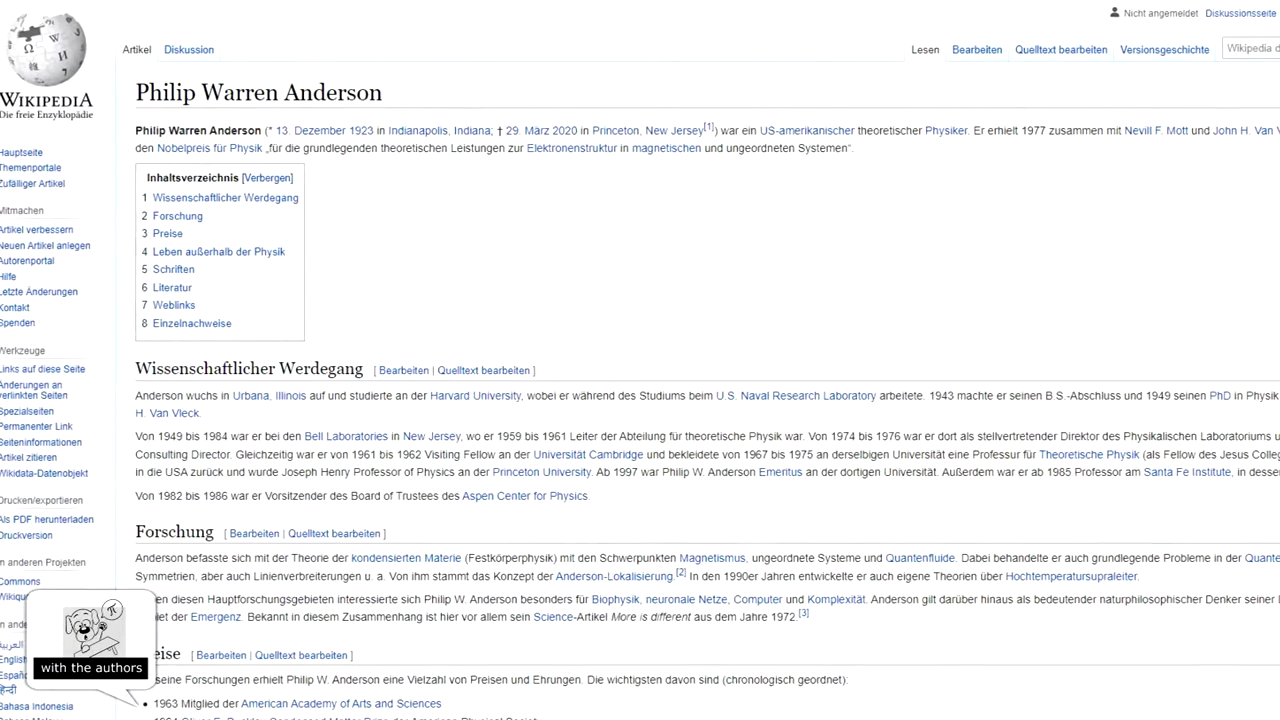 Nicht angemeldet Diskussionsseite
WIKIPEDIA
Die freie Enzyklopädie
Artikel Diskussion Lesen Bearbeiten Quelltext bearbeiten Versionsgeschichte Wikipedia d
Philip Warren Anderson
Philip Warren Anderson (* 13. Dezember 1923 in Indianapolis, Indiana; † 29. März 2020 in Princeton, New Jersey[1]) war ein US-amerikanischer theoretischer Physiker. Er erhielt 1977 zusammen mit Nevill F. Mott und John H. Van V
den Nobelpreis für Physik „für die grundlegenden theoretischen Leistungen zur Elektronenstruktur in magnetischen und ungeordneten Systemen“.
Inhaltsverzeichnis [Verbergen]
1 Wissenschaftlicher Werdegang
2 Forschung
3 Preise
4 Leben außerhalb der Physik
5 Schriften
6 Literatur
7 Weblinks
8 Einzelnachweise
Hauptseite
Themenportale
Zufälliger Artikel
Mitmachen
Artikel verbessern
Neuen Artikel anlegen
Autorenportal
Hilfe
Letzte Änderungen
Kontakt
Spenden
Werkzeuge
Links auf diese Seite
Änderungen an
verlinkten Seiten
Spezialseiten
Permanenter Link
Seiteninformationen
Artikel zitieren
Wikidata-Datenobjekt
Drucken/exportieren
Als PDF herunterladen
Druckversion
n anderen Projekten
Commons
Wikiqu
n ande
العربية
English
Españ
हिन्दी
Bahasa Indonesia
Bahasa Melayu
Wissenschaftlicher Werdegang [ Bearbeiten | Quelltext bearbeiten ]
Anderson wuchs in Urbana, Illinois auf und studierte an der Harvard University, wobei er während des Studiums beim U.S. Naval Research Laboratory arbeitete. 1943 machte er seinen B.S.-Abschluss und 1949 seinen PhD in Physik
H. Van Vleck.
Von 1949 bis 1984 war er bei den Bell Laboratories in New Jersey, wo er 1959 bis 1961 Leiter der Abteilung für theoretische Physik war. Von 1974 bis 1976 war er dort als stellvertretender Direktor des Physikalischen Laboratoriums u
Consulting Director. Gleichzeitig war er von 1961 bis 1962 Visiting Fellow an der Universität Cambridge und bekleidete von 1967 bis 1975 an derselbigen Universität eine Professur für Theoretische Physik (als Fellow des Jesus Colleg
in die USA zurück und wurde Joseph Henry Professor of Physics an der Princeton University. Ab 1997 war Philip W. Anderson Emeritus an der dortigen Universität. Außerdem war er ab 1985 Professor am Santa Fe Institute, in desse
Von 1982 bis 1986 war er Vorsitzender des Board of Trustees des Aspen Center for Physics.
Forschung [ Bearbeiten | Quelltext bearbeiten ]
Anderson befasste sich mit der Theorie der kondensierten Materie (Festkörperphysik) mit den Schwerpunkten Magnetismus, ungeordnete Systeme und Quantenfluide. Dabei behandelte er auch grundlegende Probleme in der Quante
Symmetrien, aber auch Linienverbreiterungen u. a. Von ihm stammt das Konzept der Anderson-Lokalisierung.[2] In den 1990er Jahren entwickelte er auch eigene Theorien über Hochtemperatursupraleiter.
en diesen Hauptforschungsgebieten interessierte sich Philip W. Anderson besonders für Biophysik, neuronale Netze, Computer und Komplexität. Anderson gilt darüber hinaus als bedeutender naturphilosophischer Denker seiner
iet der Emergenz. Bekannt in diesem Zusammenhang ist hier vor allem sein Science-Artikel More is different aus dem Jahre 1972.[3]
eise [ Bearbeiten | Quelltext bearbeiten ]
seine Forschungen erhielt Philip W. Anderson eine Vielzahl von Preisen und Ehrungen. Die wichtigsten davon sind (chronologisch geordnet):
1963 Mitglied der American Academy of Arts and Sciences
π
with the authors